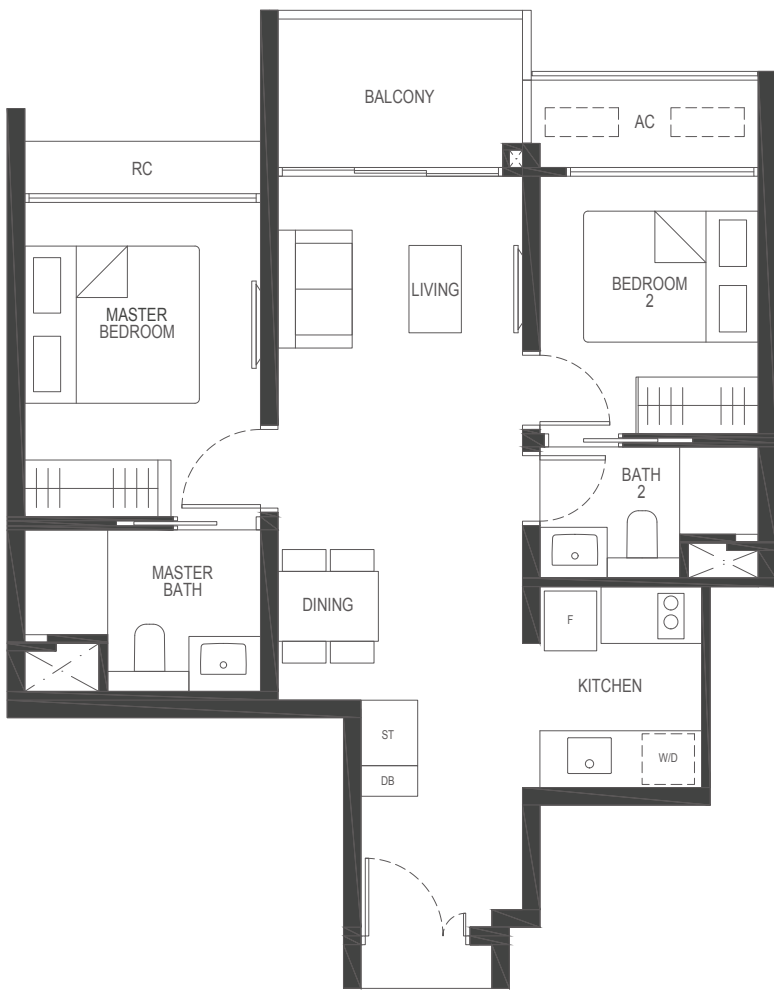 BALCONY
AC
RC
LIVING
BEDROOM
2
MASTER
BEDROOM
BATH
2
MASTER
BATH
DINING
F
KITCHEN
ST
W/D
DB